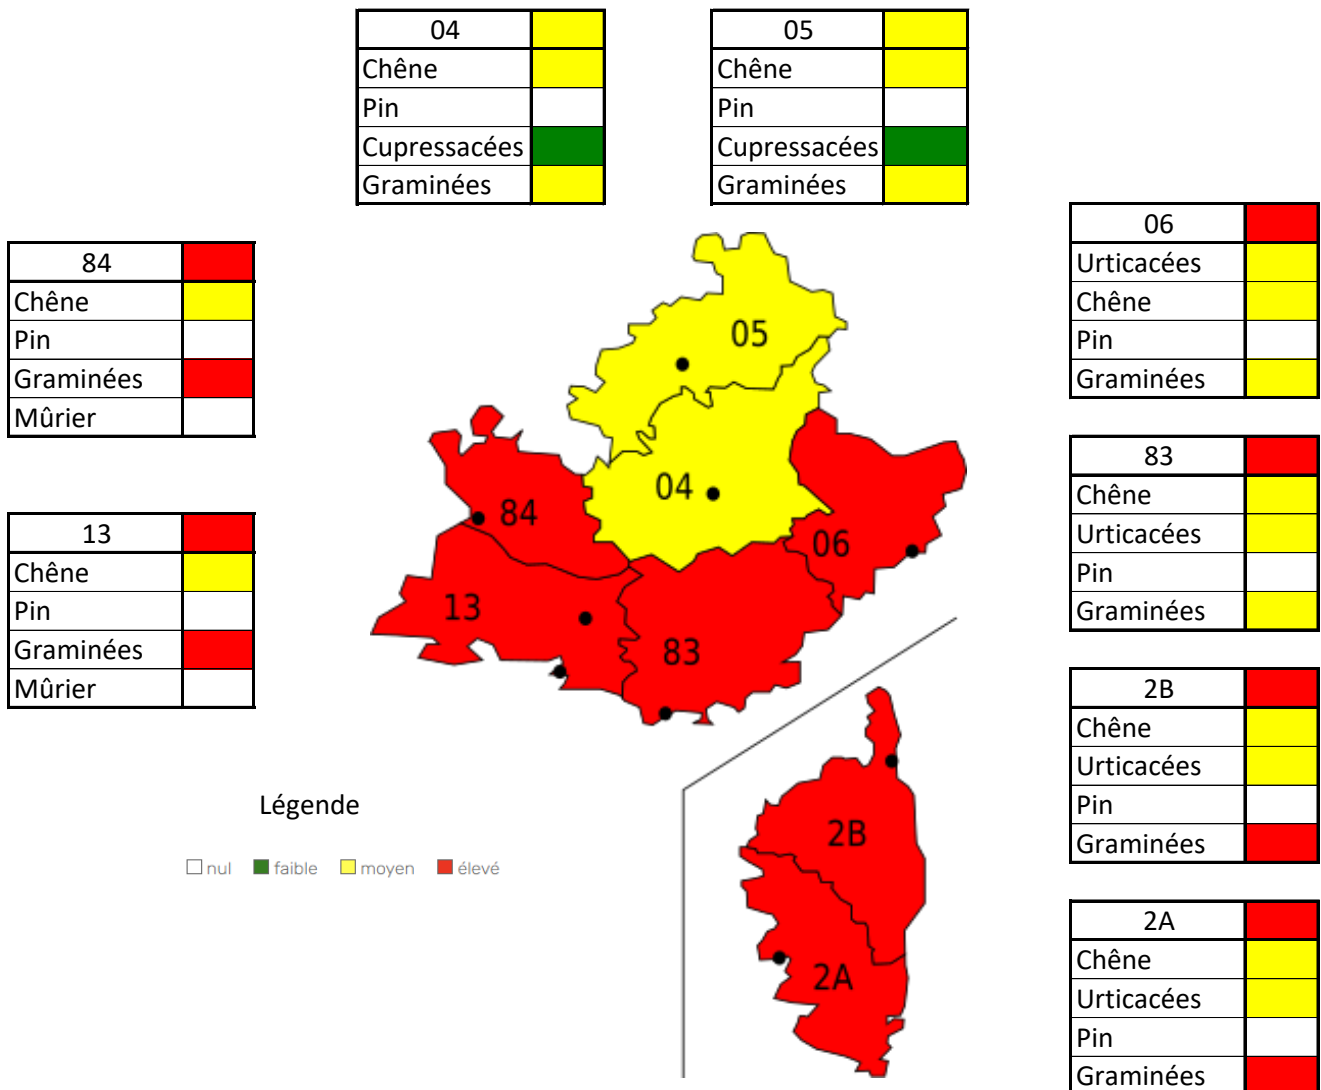 04
Chêne
Pin
Cupressacées
Graminées
05
Chêne
Pin
Cupressacées
Graminées
84
Chêne
Pin
Graminées
Mûrier
13
Chêne
Pin
Graminées
Mûrier
06
Urticacées
Chêne
Pin
Graminées
83
Chêne
Urticacées
Pin
Graminées
2B
Chêne
Urticacées
Pin
Graminées
2A
Chêne
Urticacées
Pin
Graminées
05
04
84
06
13
83
2B
2A
Légende
nul faible moyen élevé